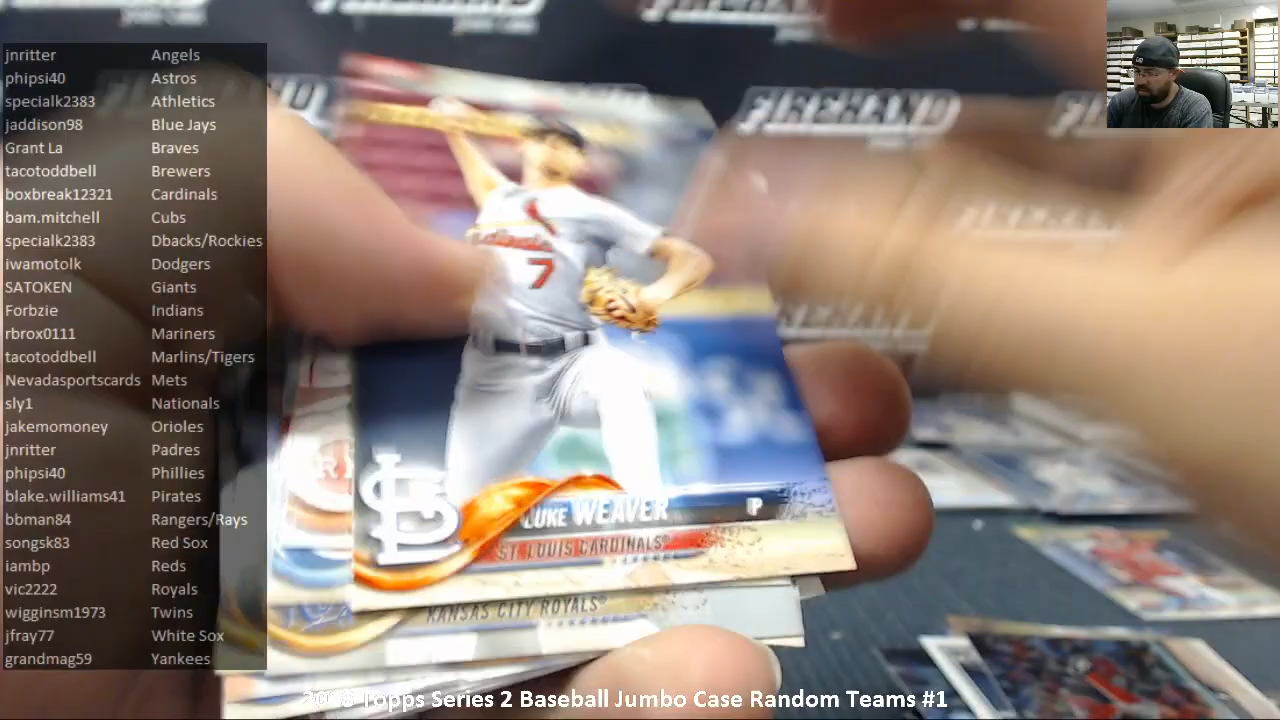 FIREHAND
FIREHAND
jnritter Angels
phipsi40 Astros
specialk2383 Athletics
jaddison98 Blue Jays
Grant La Braves
tacotoddbell Brewers
boxbreak12321 Cardinals
bam.mitchell Cubs
specialk2383 Dbacks/Rockies
iwamotolk Dodgers
SATOKEN Giants
Forbzie Indians
rbrox0111 Mariners
tacotoddbell Marlins/Tigers
Nevadasportscards Mets
sly1 Nationals
jakemomoney Orioles
jnritter Padres
phipsi40 Phillies
blake.williams41 Pirates
bbman84 Rangers/Rays
songsk83 Red Sox
iambp Reds
vic2222 Royals
wigginsm1973 Twins
jfray77 White Sox
grandmag59 Yankees
Cardinals
7
LUKE WEAVER P
ST. LOUIS CARDINALS®
KANSAS CITY ROYALS®
Topps Series 2 Baseball Jumbo Case Random Teams #1